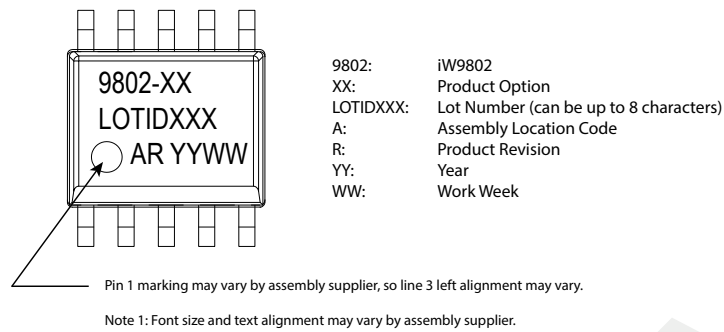 9802-XX
LOTIDXXX
AR YYWW
9802: iW9802
XX: Product Option
LOTIDXXX: Lot Number (can be up to 8 characters)
A: Assembly Location Code
R: Product Revision
YY: Year
WW: Work Week
Pin 1 marking may vary by assembly supplier, so line 3 left alignment may vary.
Note 1: Font size and text alignment may vary by assembly supplier.